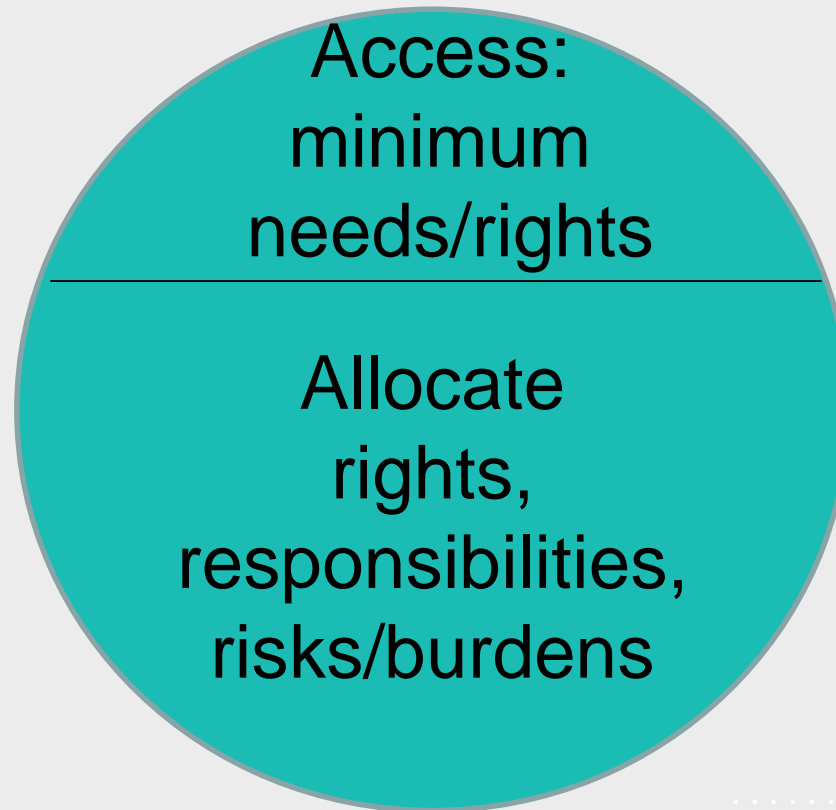 Access:
minimum
needs/rights
Allocate
rights,
responsibilities,
risks/burdens